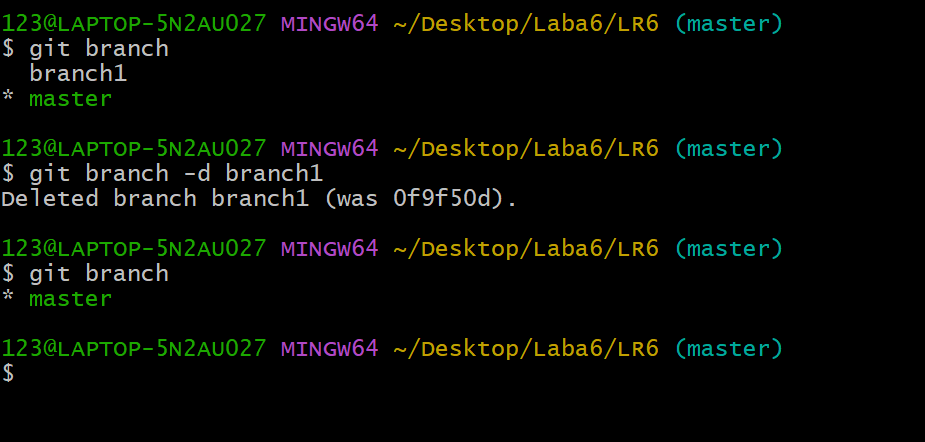 123@LAPTOP-5N2AU027 MINGW64 ~/Desktop/Laba6/LR6 (master)
$ git branch
  branch1
* master
123@LAPTOP-5N2AU027 MINGW64 ~/Desktop/Laba6/LR6 (master)
$ git branch -d branch1
Deleted branch branch1 (was 0f9f50d).
123@LAPTOP-5N2AU027 MINGW64 ~/Desktop/Laba6/LR6 (master)
$ git branch
* master
123@LAPTOP-5N2AU027 MINGW64 ~/Desktop/Laba6/LR6 (master)
$